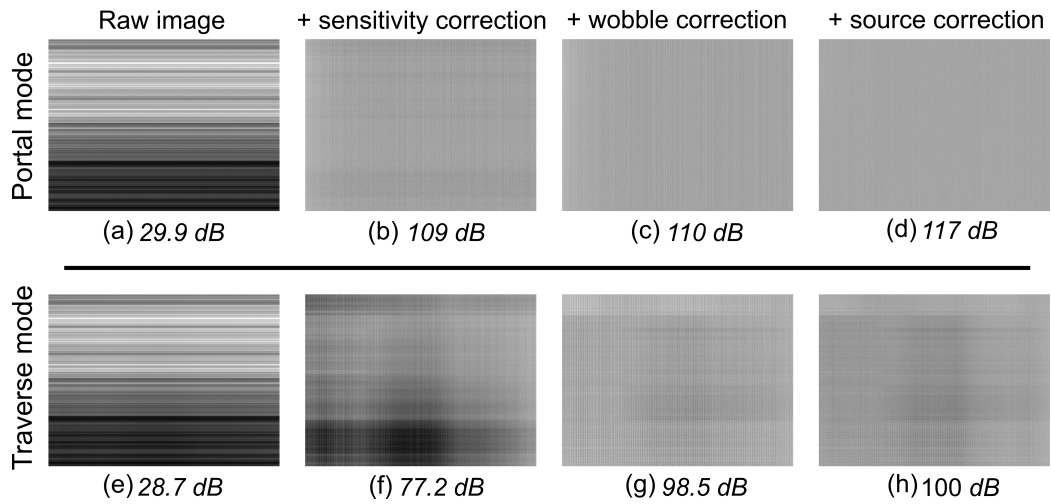 Raw image + sensitivity correction + wobble correction + source correction
Portal mode
(a) 29.9 dB (b) 109 dB (c) 110 dB (d) 117 dB
Traverse mode
(e) 28.7 dB (f) 77.2 dB (g) 98.5 dB (h) 100 dB